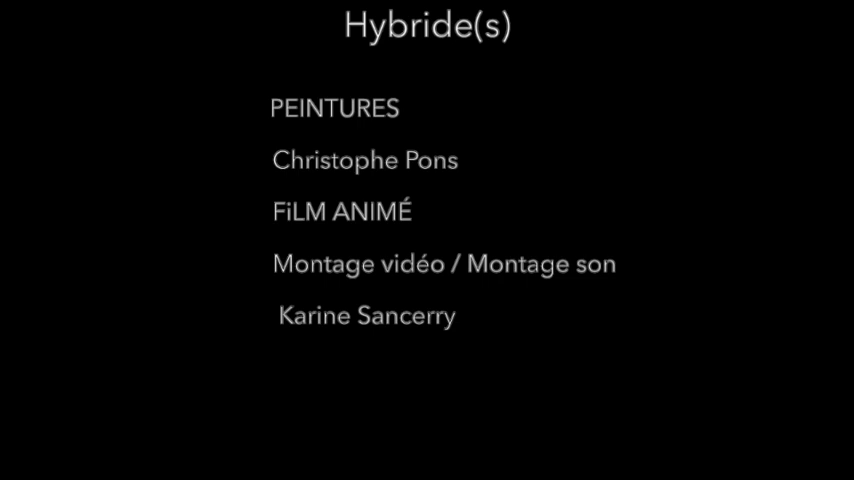 Hybride(s)
PEINTURES
Christophe Pons
FiLM ANIMÉ
Montage vidéo / Montage son
Karine Sancerry